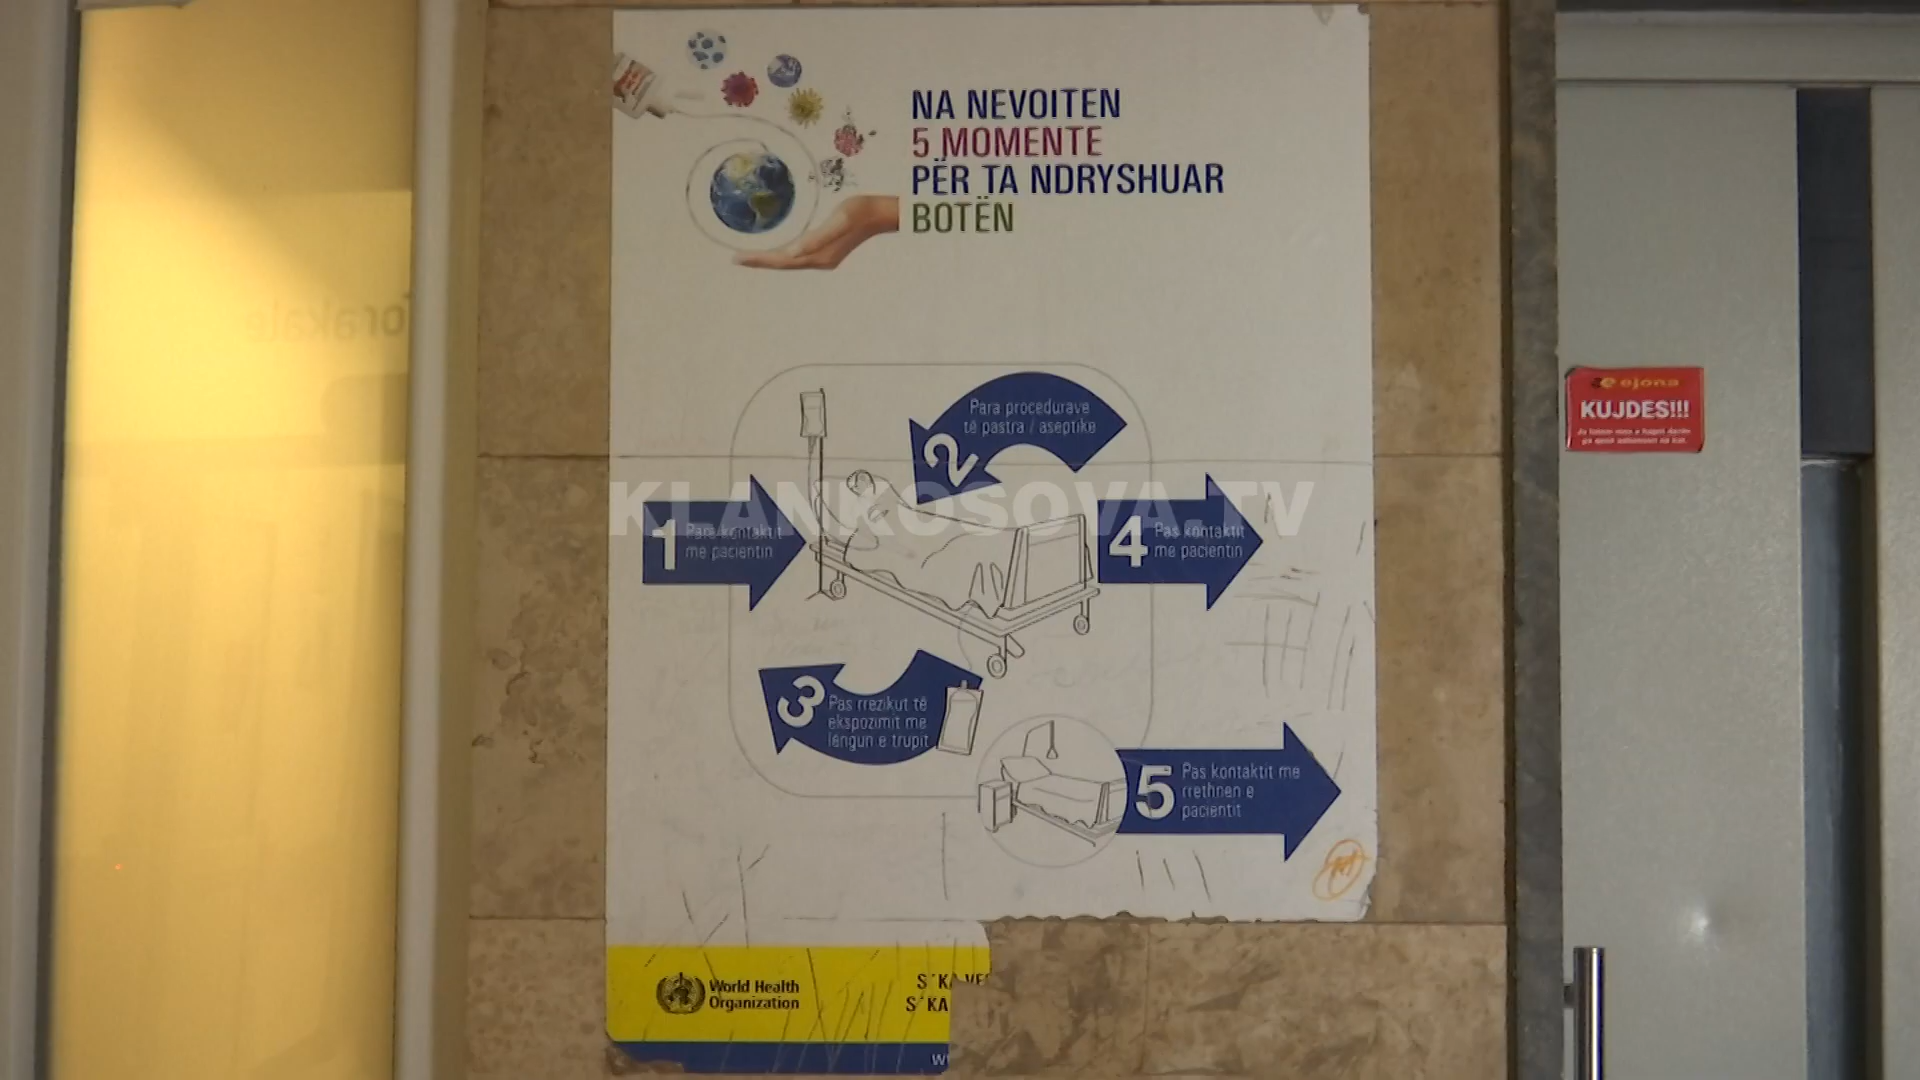 NA NEVOITEN
5 MOMENTE
PËR TA NDRYSHUAR
BOTËN
2
Para procedurave
të pastra / aseptike
1
Para kontaktit
me pacientin
4
Pas kontaktit
me pacientin
3
Pas rrezikut të
ekspozimit me
lëngun e trupit
5
Pas kontaktit me
rrethnen e
pacientit
World Health
Organization
S´KA
S´KA
ejona
KUJDES!!!
KLANKOSOVA.TV